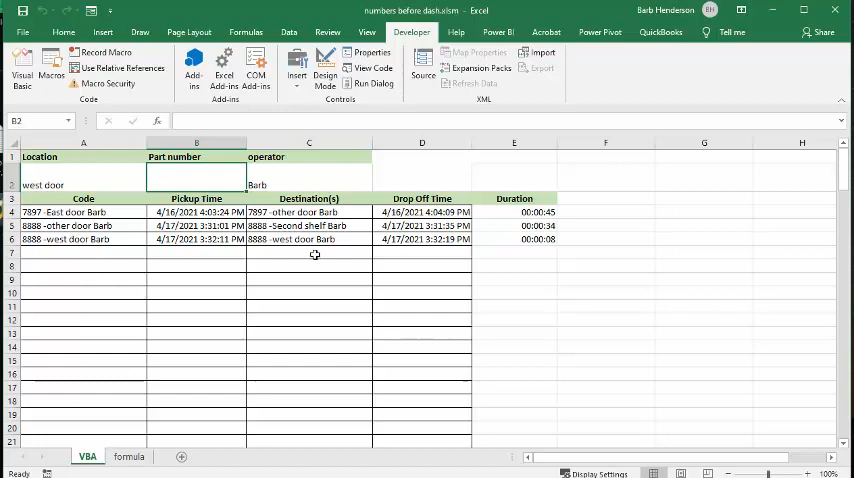 numbers before dash.xlsm - Excel
Barb Henderson BH
File Home Insert Draw Page Layout Formulas Data Review View Developer Help Power BI Acrobat Power Pivot QuickBooks Tell me Share
Visual Basic
Macros
Record Macro
Use Relative References
Macro Security
Code
Add-ins
Excel Add-ins
COM Add-ins
Add-ins
Insert
Design Mode
Properties
View Code
Run Dialog
Controls
Source
Map Properties
Expansion Packs
Refresh Data
Import
Export
XML
B2 fx
A B C D E F G H
1 Location Part number operator
2 west door Barb
3 Code Pickup Time Destination(s) Drop Off Time Duration
4 7897 -East door Barb 4/16/2021 4:03:24 PM 7897 -other door Barb 4/16/2021 4:04:09 PM 00:00:45
5 8888 -other door Barb 4/17/2021 3:31:01 PM 8888 -Second shelf Barb 4/17/2021 3:31:35 PM 00:00:34
6 8888 -west door Barb 4/17/2021 3:32:11 PM 8888 -west door Barb 4/17/2021 3:32:19 PM 00:00:08
7
8
9
10
11
12
13
14
15
16
17
18
19
20
21
VBA formula
Ready Display Settings 100%